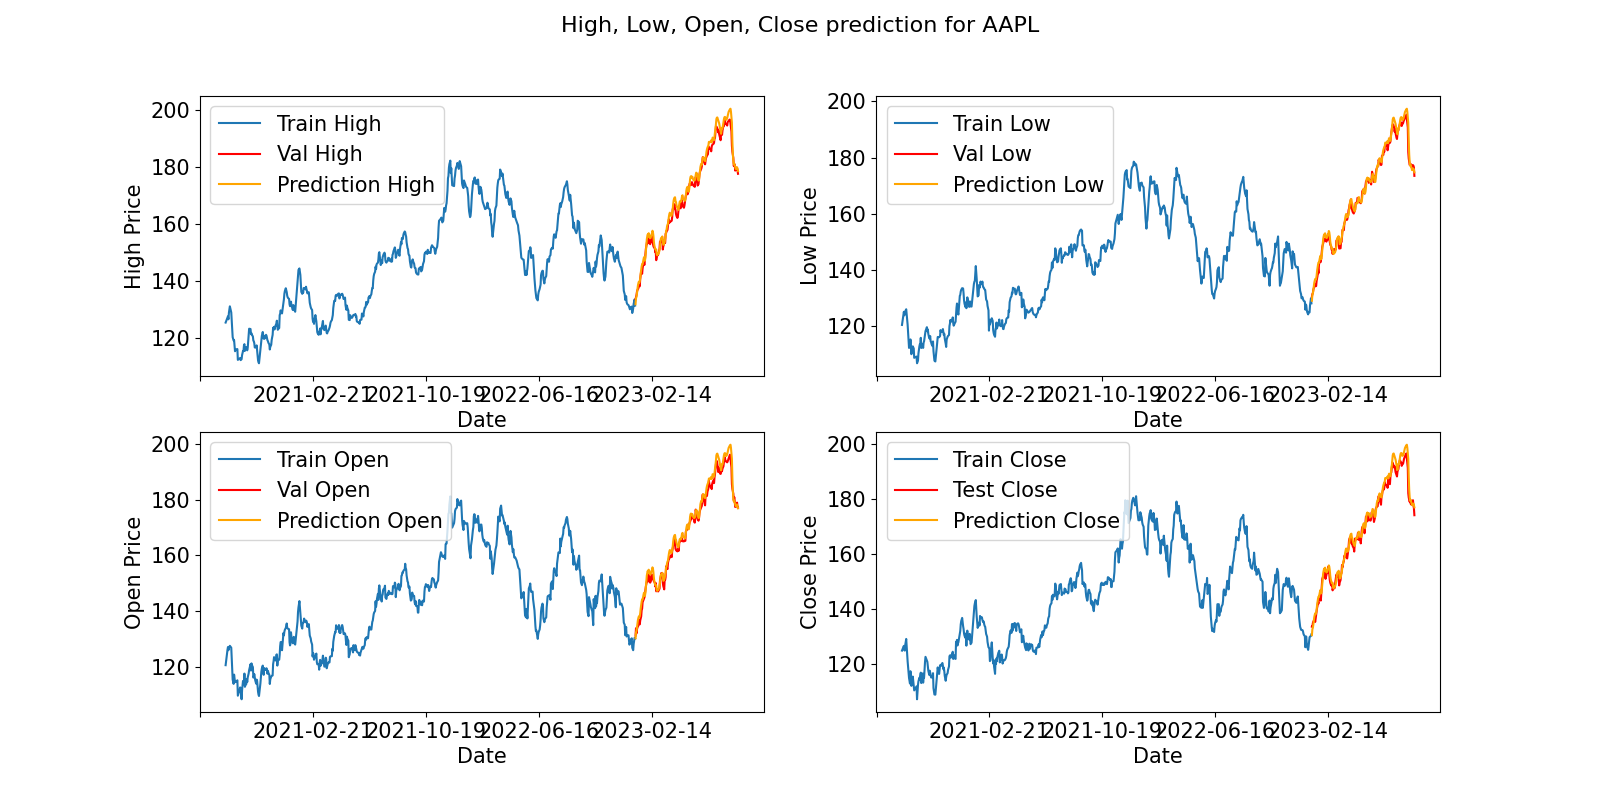 High, Low, Open, Close prediction for AAPL
200
180
160
140
120
High Price
Train High
Val High
Prediction High
2021-02-21
2021-10-19
2022-06-16
2023-02-14
Date
200
180
160
140
120
Low Price
Train Low
Val Low
Prediction Low
2021-02-21
2021-10-19
2022-06-16
2023-02-14
Date
200
180
160
140
120
Open Price
Train Open
Val Open
Prediction Open
2021-02-21
2021-10-19
2022-06-16
2023-02-14
Date
200
180
160
140
120
Close Price
Train Close
Test Close
Prediction Close
2021-02-21
2021-10-19
2022-06-16
2023-02-14
Date